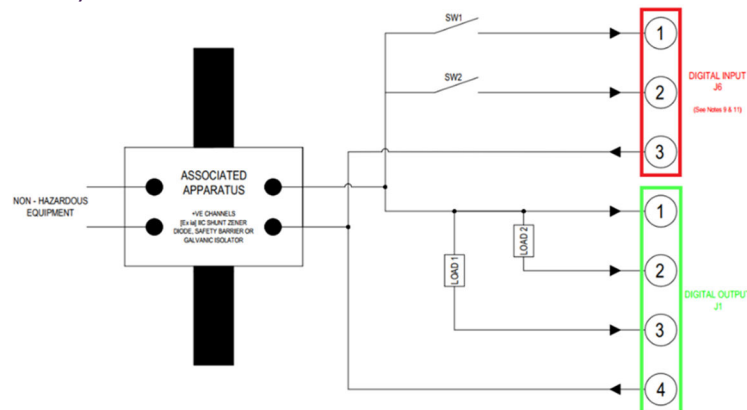 SW1
1
SW2
2
DIGITAL INPUT
J6
(See Notes 9 & 11)
3
ASSOCIATED
APPARATUS
NON - HAZARDOUS
EQUIPMENT
+VE CHANNELS
[Ex ia] IIC SHUNT ZENER
DIODE, SAFETY BARRIER OR
GALVANIC ISOLATOR
1
LOAD 2
LOAD 1
2
DIGITAL OUTPU
J1
3
4